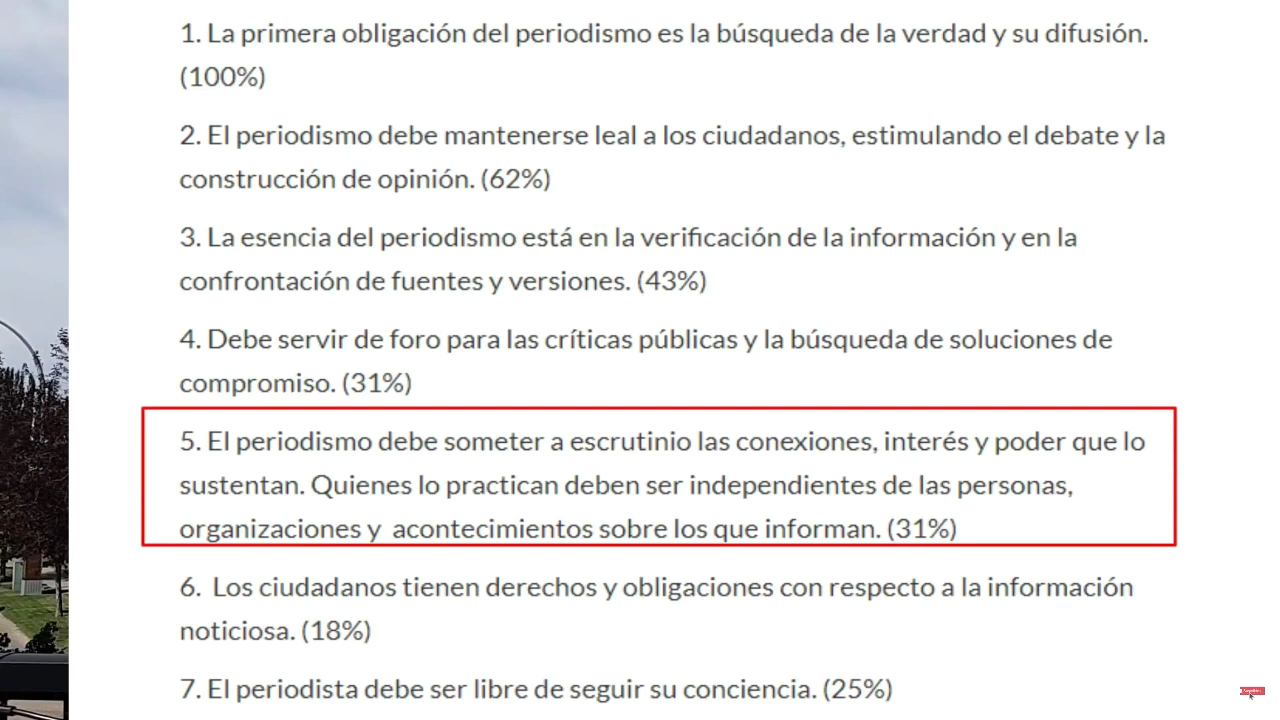 1. La primera obligación del periodismo es la búsqueda de la verdad y su difusión.
(100%)
2. El periodismo debe mantenerse leal a los ciudadanos, estimulando el debate y la
construcción de opinión. (62%)
3. La esencia del periodismo está en la verificación de la información y en la
confrontación de fuentes y versiones. (43%)
4. Debe servir de foro para las críticas públicas y la búsqueda de soluciones de
compromiso. (31%)
5. El periodismo debe someter a escrutinio las conexiones, interés y poder que lo
sustentan. Quienes lo practican deben ser independientes de las personas,
organizaciones y  acontecimientos sobre los que informan. (31%)
6.  Los ciudadanos tienen derechos y obligaciones con respecto a la información
noticiosa. (18%)
7. El periodista debe ser libre de seguir su conciencia. (25%)